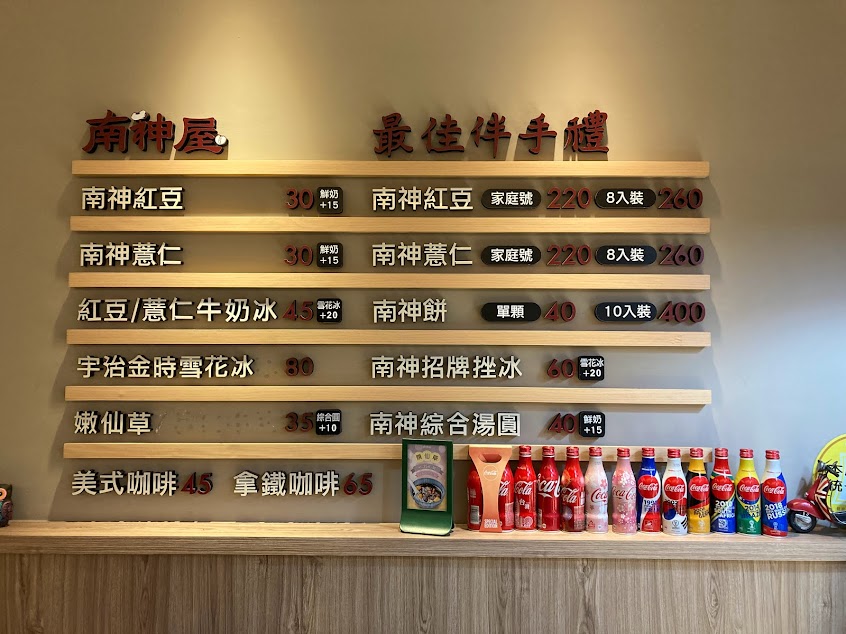 南神屋 最佳伴手禮
南神紅豆 30 鮮奶+15 南神紅豆 家庭號 220 8入裝 260
南神薏仁 30 鮮奶+15 南神薏仁 家庭號 220 8入裝 260
紅豆/薏仁牛奶冰 45 雪花冰+20 南神餅 單顆 40 10入裝 400
宇治金時雪花冰 80 南神招牌挫冰 60 雪花冰+20
嫩仙草 35 綜合圓+10 南神綜合湯圓 40 鮮奶+15
美式咖啡45 拿鐵咖啡65